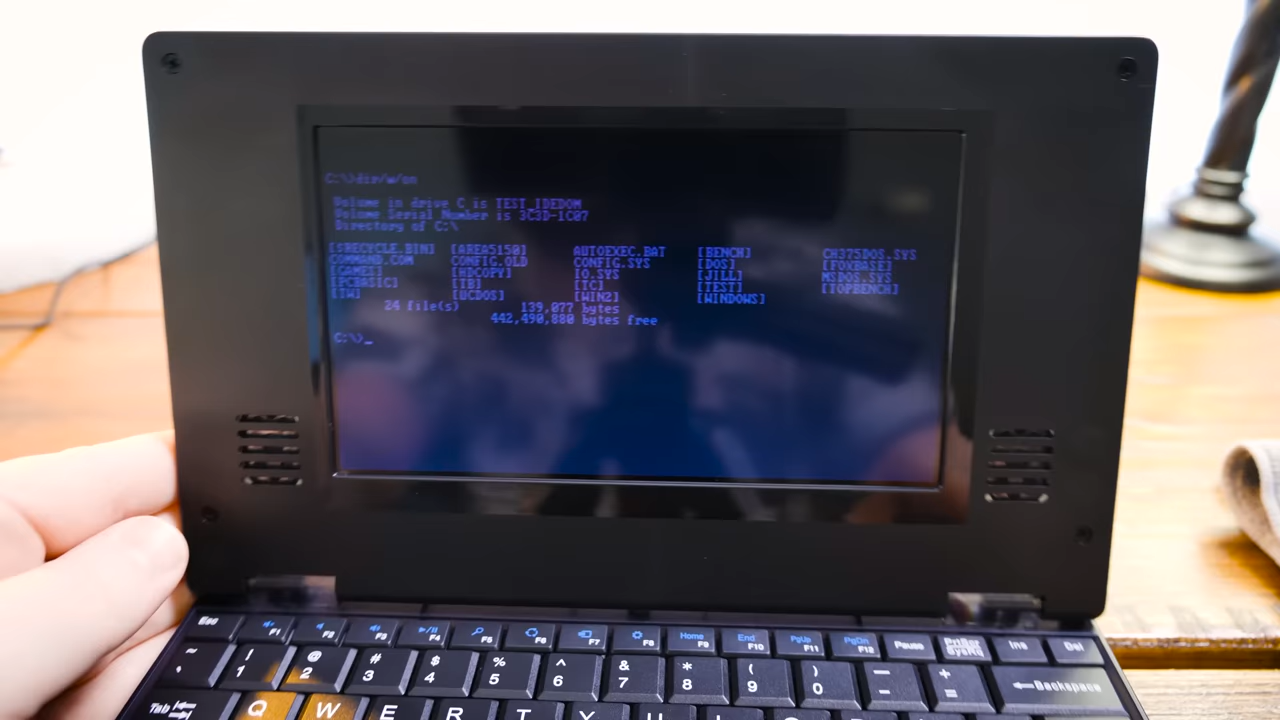 C:\>dir/w/on
Volume in drive C is TEST_IDEDOM
Volume Serial Number is 3C3D-1C07
Directory of C:\
[$RECYCLE.BIN] [AREA5150] AUTOEXEC.BAT [BENCH] CH375DOS.SYS
COMMAND.COM CONFIG.OLD CONFIG.SYS [DOS] [FOXBASE]
[GAMES] [HDCOPY] IO.SYS [JILL] MSDOS.SYS
[PCBASIC] [TB] [TC] [TEST] [TOPBENCH]
[TW] [UCDOS] [WIN2] [WINDOWS]
24 file(s) 139,077 bytes
442,490,880 bytes free
C:\>_
Esc F1 F2 F3 F4 F5 F6 F7 F8 Home F9 End F10 PgUp F11 PgDn F12 Pause PrtScr SysRq Ins Del
~ ! 1 @ 2 # 3 $ 4 % 5 ^ 6 & 7 * 8 ( 9 ) 0 - + = Backspace
Tab Q W E R T Y U